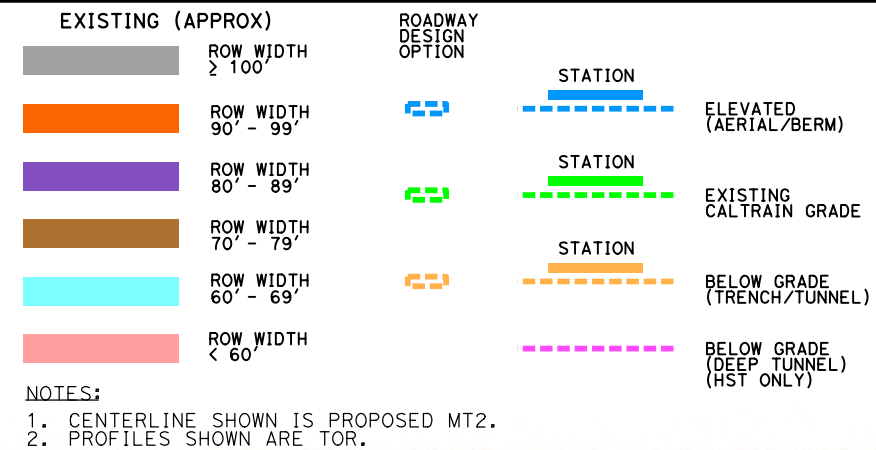 EXISTING (APPROX)
ROW WIDTH
≥ 100'
ROW WIDTH
90' - 99'
ROW WIDTH
80' - 89'
ROW WIDTH
70' - 79'
ROW WIDTH
60' - 69'
ROW WIDTH
< 60'
ROADWAY
DESIGN
OPTION
STATION
ELEVATED
(AERIAL/BERM)
STATION
EXISTING
CALTRAIN GRADE
STATION
BELOW GRADE
(TRENCH/TUNNEL)
BELOW GRADE
(DEEP TUNNEL)
(HST ONLY)
NOTES:
1. CENTERLINE SHOWN IS PROPOSED MT2.
2. PROFILES SHOWN ARE TOR.